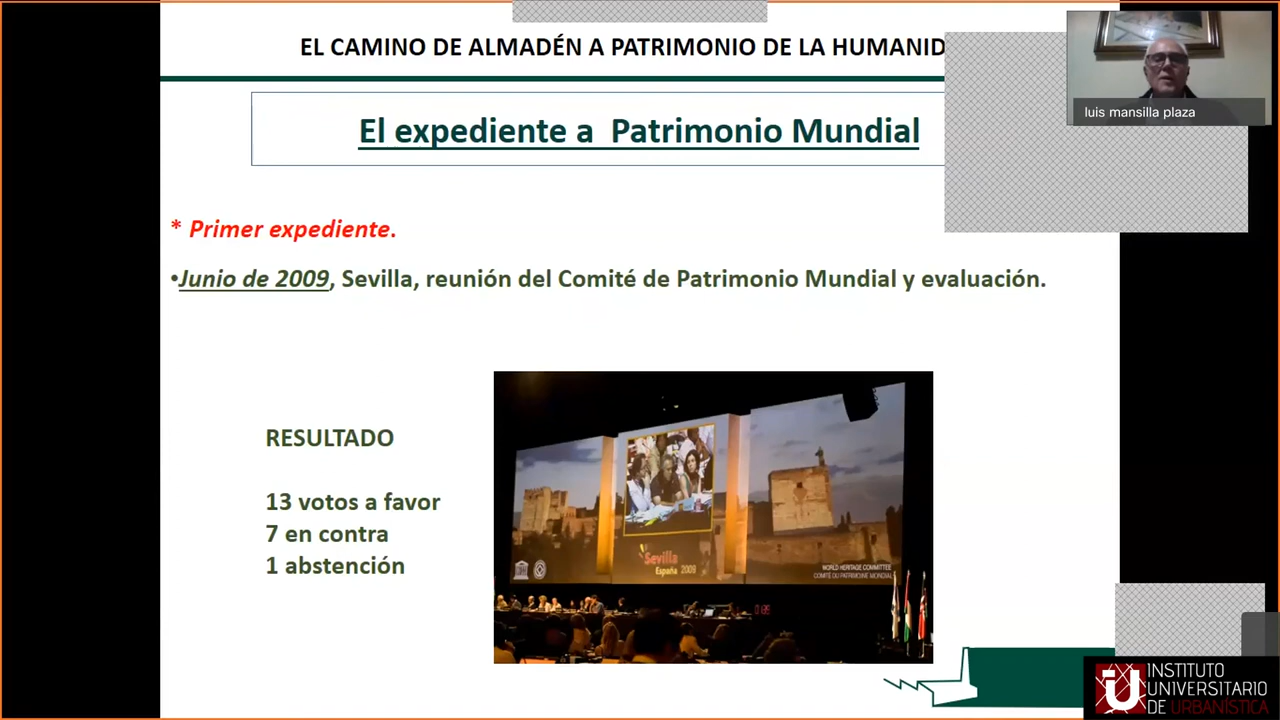 EL CAMINO DE ALMADÉN A PATRIMONIO DE LA HUMANID
luis mansilla plaza
El expediente a Patrimonio Mundial
* Primer expediente.
•Junio de 2009, Sevilla, reunión del Comité de Patrimonio Mundial y evaluación.
RESULTADO
13 votos a favor
7 en contra
1 abstención
Sevilla
España 2009
WORLD HERITAGE COMMITTEE
COMITÉ DU PATRIMOINE MONDIAL
INSTITUTO
UNIVERSITARIO
DE URBANÍSTICA